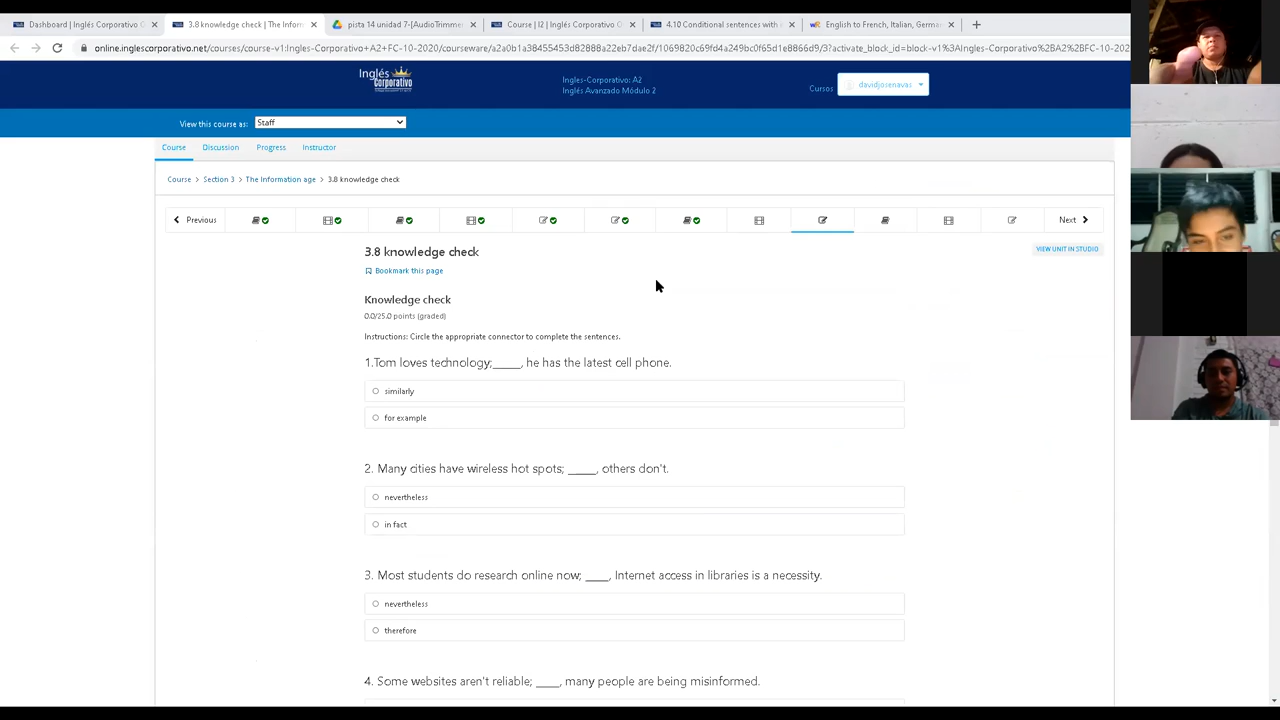 Dashboard | Inglés Corporativo
3.8 knowledge check | The Inform
pista 14 unidad 7-[AudioTrimme
Course | I2 | Inglés Corporativo
4.10 Conditional sentences with
English to French, Italian, Germa
Inglés
Corporativo
Ingles-Corporativo: A2
Inglés Avanzado Módulo 2
Cursos
davidjosenavas
View this course as:
Staff
Course
Discussion
Progress
Instructor
Course > Section 3 > The Information age > 3.8 knowledge check
Previous
Next
3.8 knowledge check
VIEW UNIT IN STUDIO
Bookmark this page
Knowledge check
0.0/25.0 points (graded)
Instructions: Circle the appropriate connector to complete the sentences.
1.Tom loves technology;_____, he has the latest cell phone.
similarly
for example
2. Many cities have wireless hot spots; _____, others don't.
nevertheless
in fact
3. Most students do research online now; ____, Internet access in libraries is a necessity.
nevertheless
therefore
4. Some websites aren't reliable; ____, many people are being misinformed.